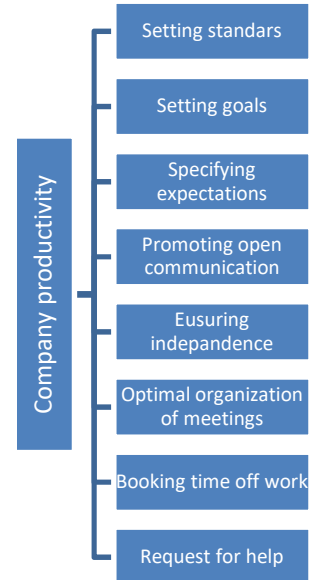 Company productivity
Setting standars
Setting goals
Specifying
expectations
Promoting open
communication
Eusuring
indepandence
Optimal organization
of meetings
Booking time off work
Request for help